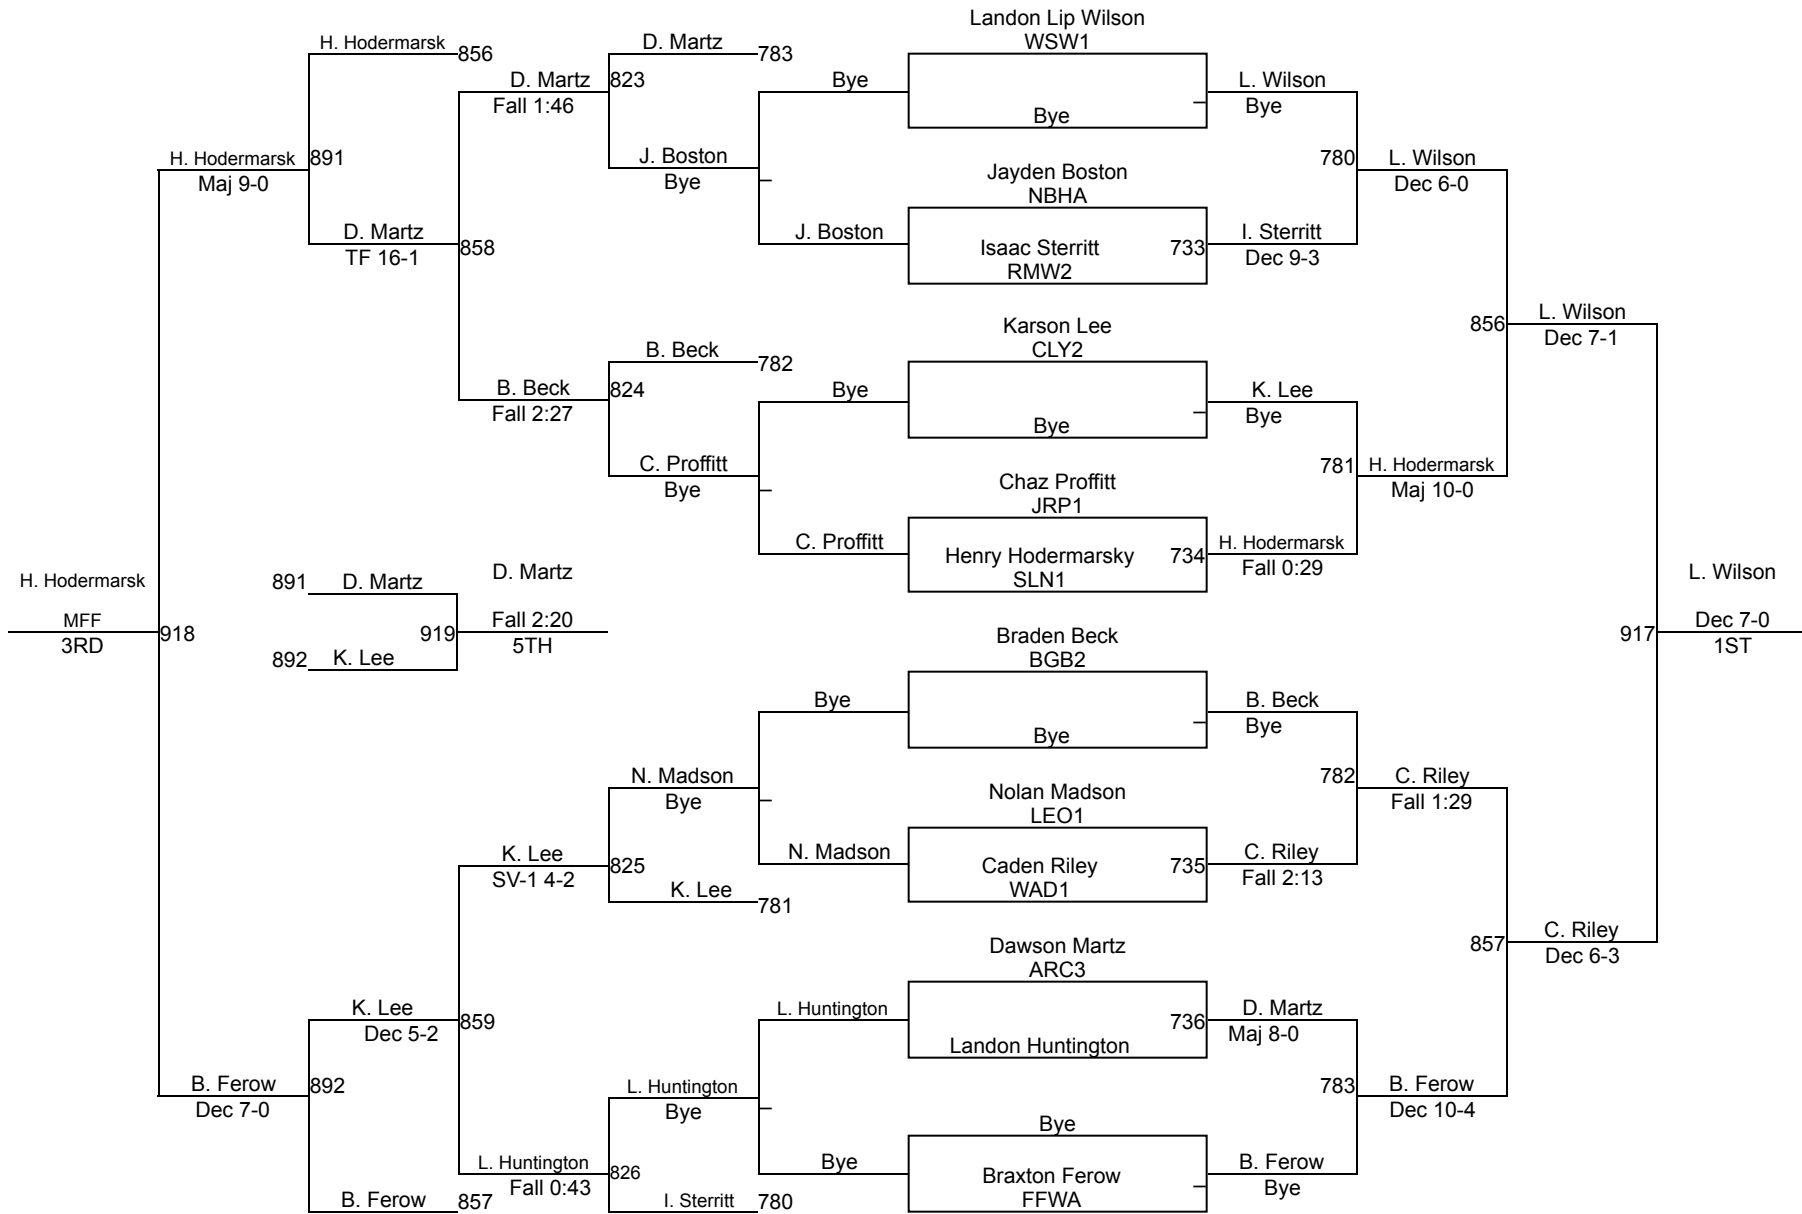 Landon Lip Wilson
WSW1
H. Hodermarsk
856
D. Martz
783
D. Martz
823
Fall 1:46
Bye
Bye
L. Wilson
Bye
J. Boston
Bye
H. Hodermarsk
891
Maj 9-0
780
L. Wilson
Dec 6-0
Jayden Boston
NBHA
D. Martz
858
TF 16-1
J. Boston
Isaac Sterritt
733
RMW2
I. Sterritt
Dec 9-3
Karson Lee
CLY2
856
L. Wilson
Dec 7-1
B. Beck
782
B. Beck
824
Fall 2:27
Bye
Bye
K. Lee
Bye
C. Proffitt
Bye
781
H. Hodermarsk
Maj 10-0
Chaz Proffitt
JRP1
C. Proffitt
Henry Hodermarsky
734
SLN1
H. Hodermarsk
Fall 0:29
H. Hodermarsk
MFF
3RD
918
891
D. Martz
892
K. Lee
919
D. Martz
Fall 2:20
5TH
L. Wilson
917
Dec 7-0
1ST
Braden Beck
BGB2
Bye
Bye
B. Beck
Bye
N. Madson
Bye
782
C. Riley
Fall 1:29
Nolan Madson
LEO1
N. Madson
Caden Riley
735
WAD1
C. Riley
Fall 2:13
K. Lee
825
SV-1 4-2
K. Lee
781
857
C. Riley
Dec 6-3
Dawson Martz
ARC3
K. Lee
859
Dec 5-2
L. Huntington
736
Landon Huntington
D. Martz
Maj 8-0
B. Ferow
892
Dec 7-0
L. Huntington
Bye
783
B. Ferow
Dec 10-4
Bye
Bye
Braxton Ferow
FFWA
B. Ferow
Bye
L. Huntington
826
Fall 0:43
B. Ferow
857
I. Sterritt
780